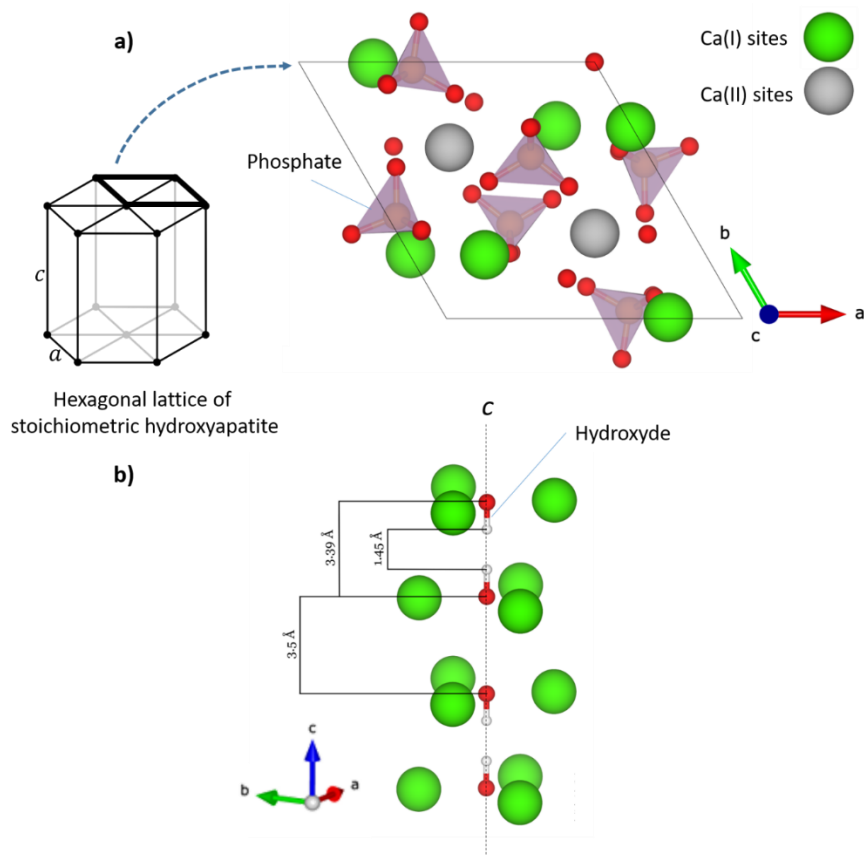 a)
Ca(I) sites
Ca(II) sites
Phosphate
c
a
b
a
c
Hexagonal lattice of
stoichiometric hydroxyapatite
b)
c
Hydroxyde
3·39 Å
1.45 Å
3·5 Å
c
b
a